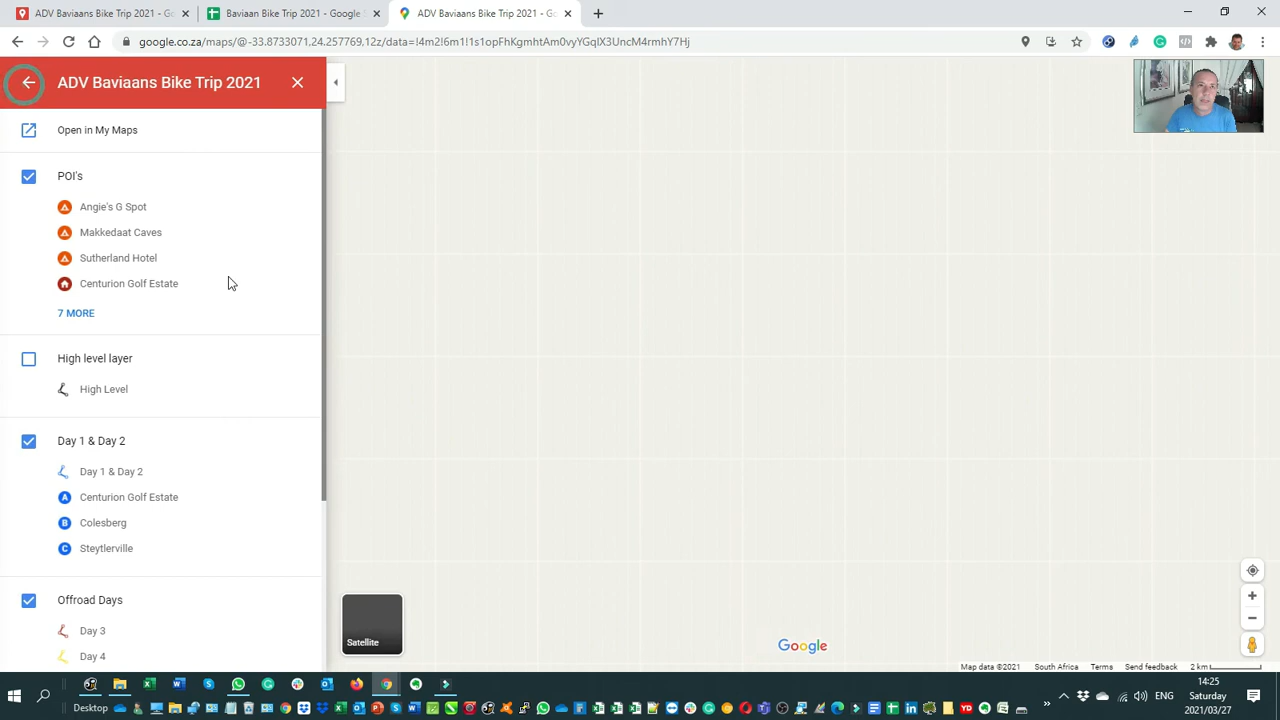 ADV Baviaans Bike Trip 2021 - G
Baviaan Bike Trip 2021 - Google
ADV Baviaans Bike Trip 2021 - Go
google.co.za/maps/@-33.8733071,24.257769,12z/data=!4m2!6m1!1s1opFhKgmhtAm0vyYGqIX3UncM4rmhY7Hj
ADV Baviaans Bike Trip 2021
Open in My Maps
POI's
Angie's G Spot
Makkedaat Caves
Sutherland Hotel
Centurion Golf Estate
7 MORE
High level layer
High Level
Day 1 & Day 2
Day 1 & Day 2
A Centurion Golf Estate
B Colesberg
C Steytlerville
Offroad Days
Day 3
Day 4
Satellite
Google
Map data ©2021 South Africa Terms Send feedback 2 km
14:25
ENG Saturday
Desktop 2021/03/27